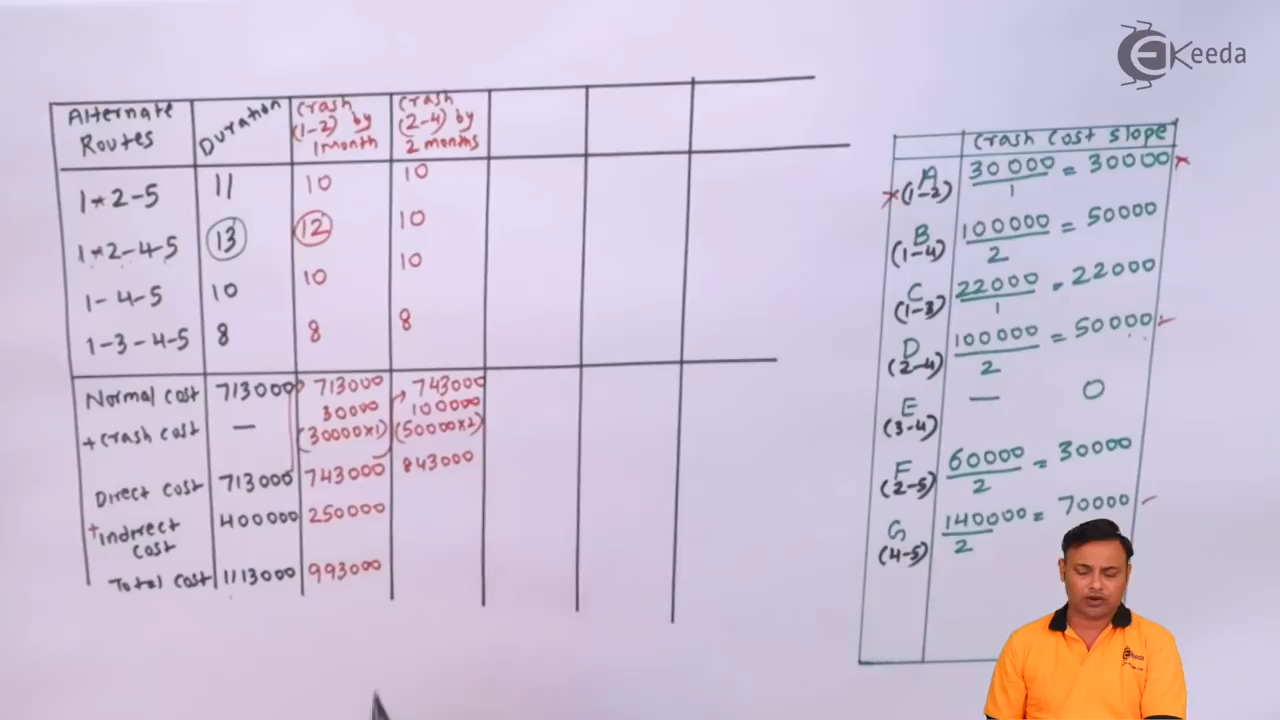 EKeeda
Alternate Routes | Duration | Crash (1-2) by 1 month | Crash (2-4) by 2 months
1-2-5 | 11 | 10 | 10
1-2-4-5 | 13 | 12 | 10
1-4-5 | 10 | 10 | 10
1-3-4-5 | 8 | 8 | 8
Normal cost | 713000 | 713000 | 743000
+ Crash cost | — | 30000 (30000x1) | 100000 (50000x2)
Direct cost | 713000 | 743000 | 843000
+ Indirect cost | 400000 | 250000
Total cost | 1113000 | 993000
Crash cost slope
A (1-2) | 30000/1 = 30000
B (1-4) | 100000/2 = 50000
C (1-3) | 22000/1 = 22000
D (2-4) | 100000/2 = 50000
E (3-4) | — 0
F (2-5) | 60000/2 = 30000
G (4-5) | 140000/2 = 70000